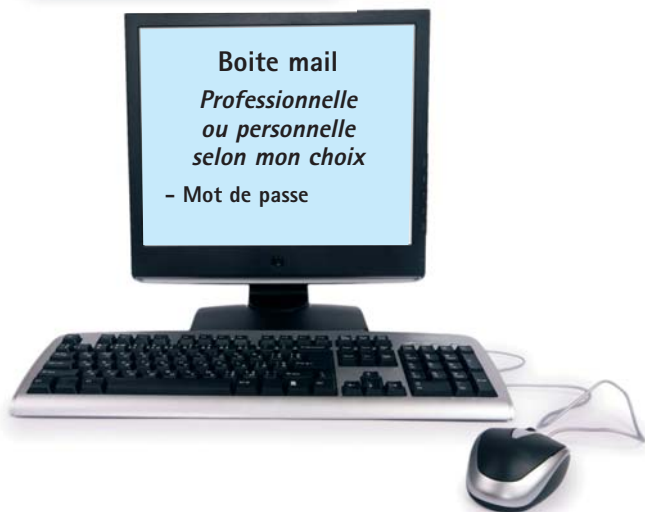 Boite mail
Professionnelle
ou personnelle
selon mon choix
- Mot de passe